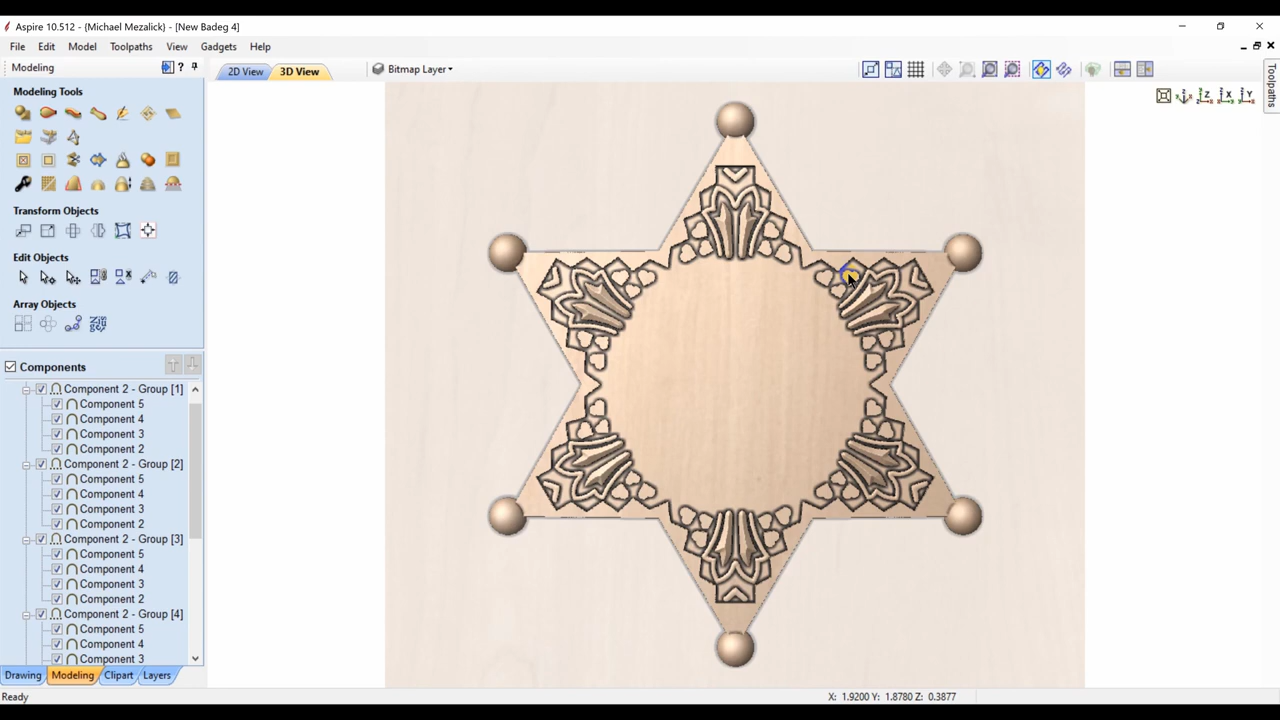 Aspire 10.512 - {Michael Mezalick} - [New Badeg 4]
File Edit Model Toolpaths View Gadgets Help
Modeling
2D View 3D View Bitmap Layer
Toolpaths
Modeling Tools
Z X Y
Transform Objects
Edit Objects
Array Objects
Components
Component 2 - Group [1]
Component 5
Component 4
Component 3
Component 2
Component 2 - Group [2]
Component 5
Component 4
Component 3
Component 2
Component 2 - Group [3]
Component 5
Component 4
Component 3
Component 2
Component 2 - Group [4]
Component 5
Component 4
Component 3
Drawing Modeling Clipart Layers
Ready
X: 1.9200 Y: 1.8780 Z: 0.3877